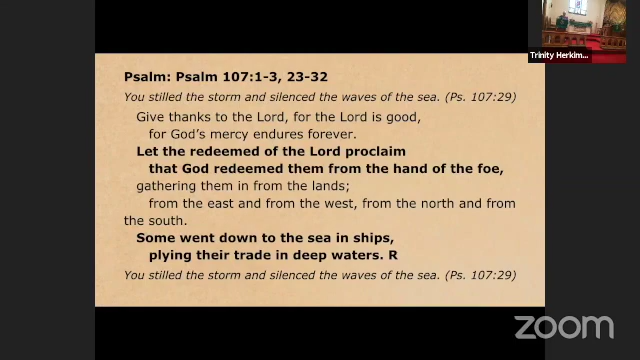 Trinity Herkim...
Psalm: Psalm 107:1-3, 23-32
You stilled the storm and silenced the waves of the sea. (Ps. 107:29)
Give thanks to the Lord, for the Lord is good,
for God's mercy endures forever.
Let the redeemed of the Lord proclaim
that God redeemed them from the hand of the foe,
gathering them in from the lands;
from the east and from the west, from the north and from
the south.
Some went down to the sea in ships,
plying their trade in deep waters. R
You stilled the storm and silenced the waves of the sea. (Ps. 107:29)
zoom